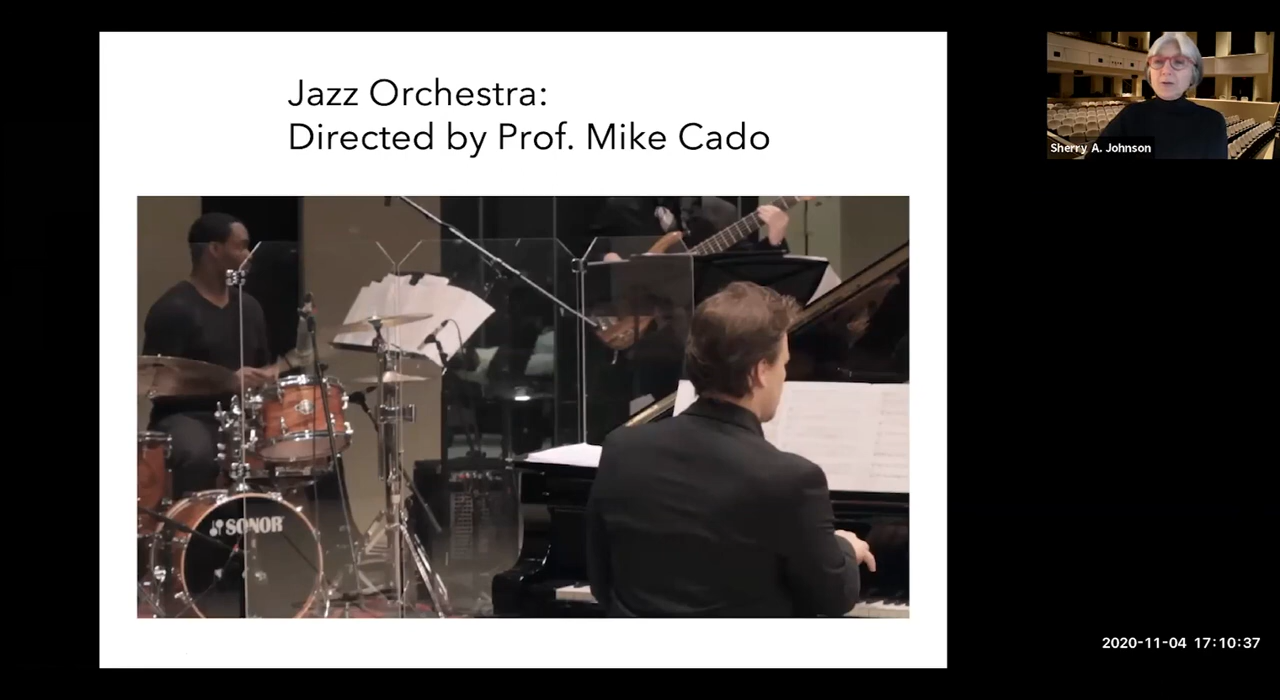 Jazz Orchestra:
Directed by Prof. Mike Cado
Sherry A. Johnson
SONOR
2020-11-04 17:10:37